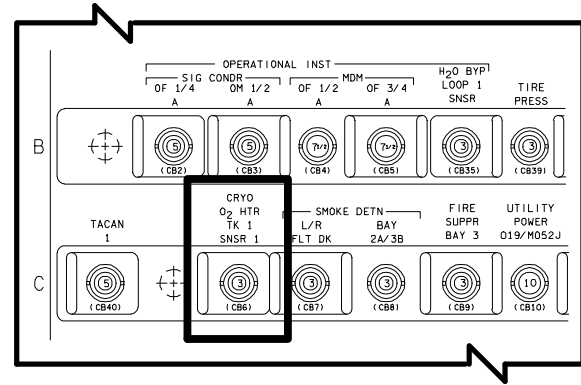 OPERATIONAL INST
SIG CONDR
MDM
H₂O BYP
LOOP 1
SNSR
OF 1/4
A
OM 1/2
A
OF 1/2
A
OF 3/4
A
TIRE
PRESS
B
5
5
7 1/2
7 1/2
3
3
(CB2)
(CB3)
(CB4)
(CB5)
(CB35)
(CB39)
TACAN
1
CRYO
O₂ HTR
TK 1
SNSR 1
SMOKE DETN
L/R
FLT DK
BAY
2A/3B
FIRE
SUPPR
BAY 3
UTILITY
POWER
O19/MO52J
C
5
3
3
3
3
10
(CB40)
(CB6)
(CB7)
(CB8)
(CB9)
(CB10)